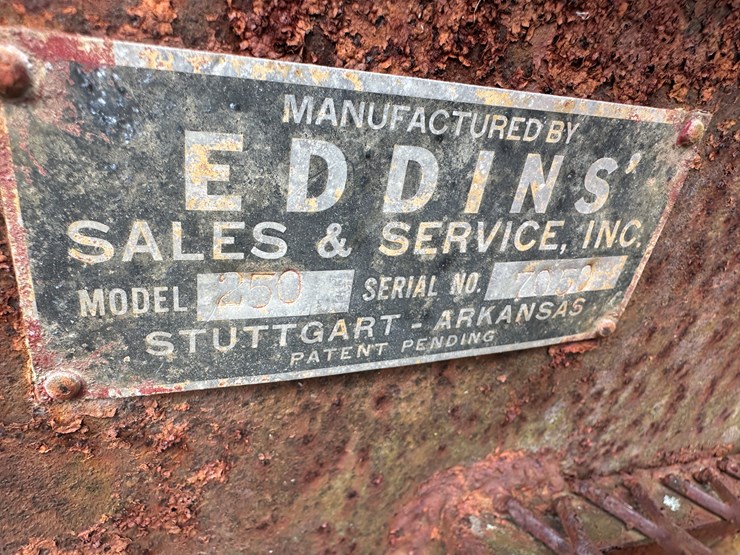 MANUFACTURED BY
EDDINS'
SALES & SERVICE, INC.
MODEL 250 SERIAL NO.
STUTTGART - ARKANSAS
PATENT PENDING